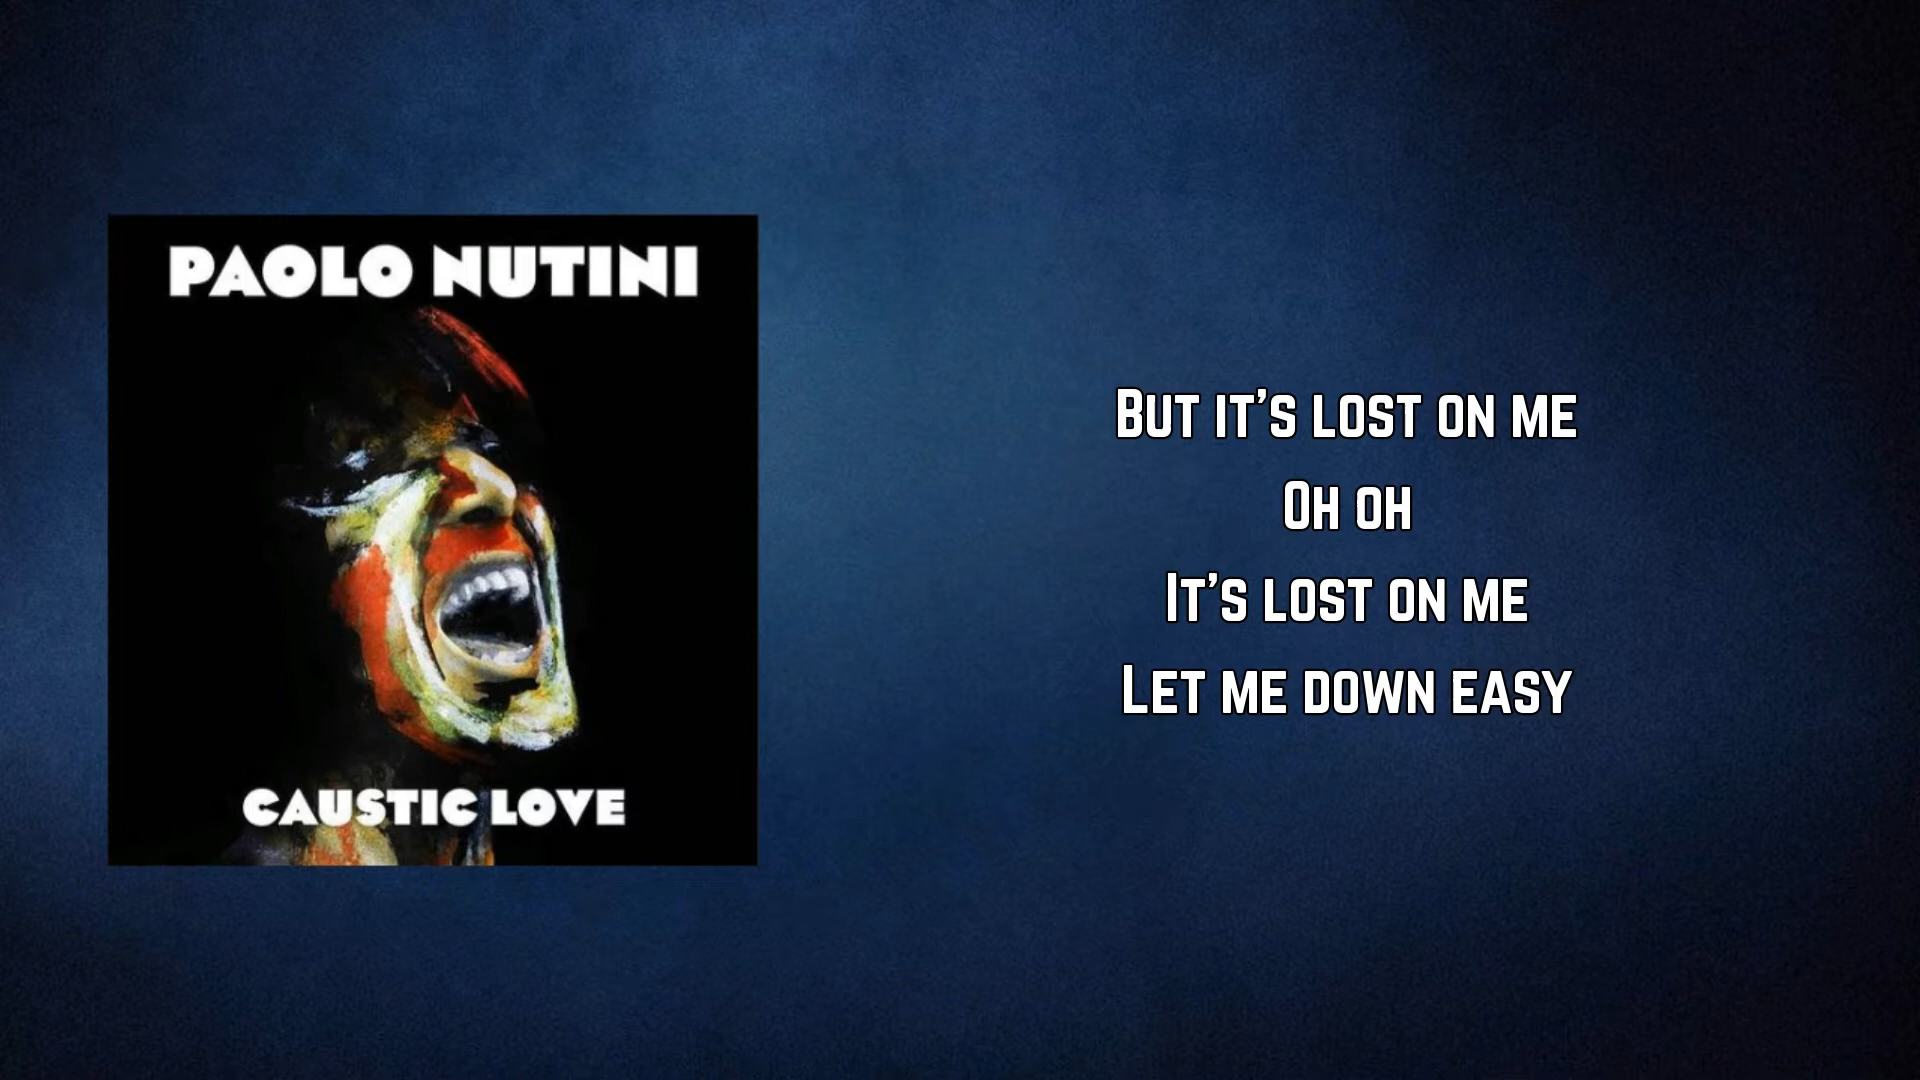 PAOLO NUTINI
CAUSTIC LOVE
But it's lost on me
Oh oh
It's lost on me
Let me down easy